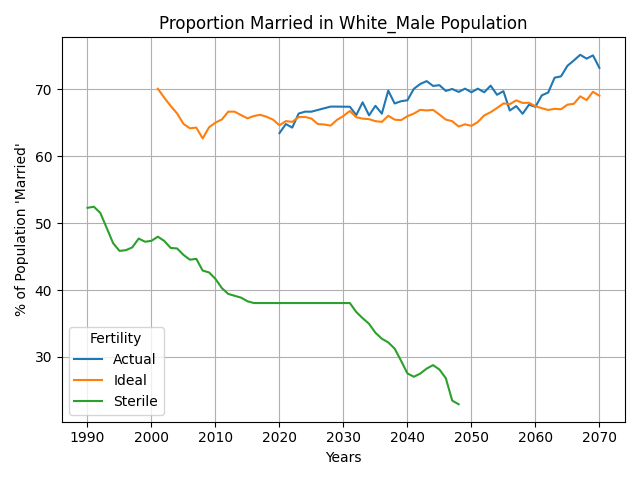 Proportion Married in White_Male Population
% of Population 'Married'
70
60
50
40
30
Fertility
Actual
Ideal
Sterile
1990 2000 2010 2020 2030 2040 2050 2060 2070
Years